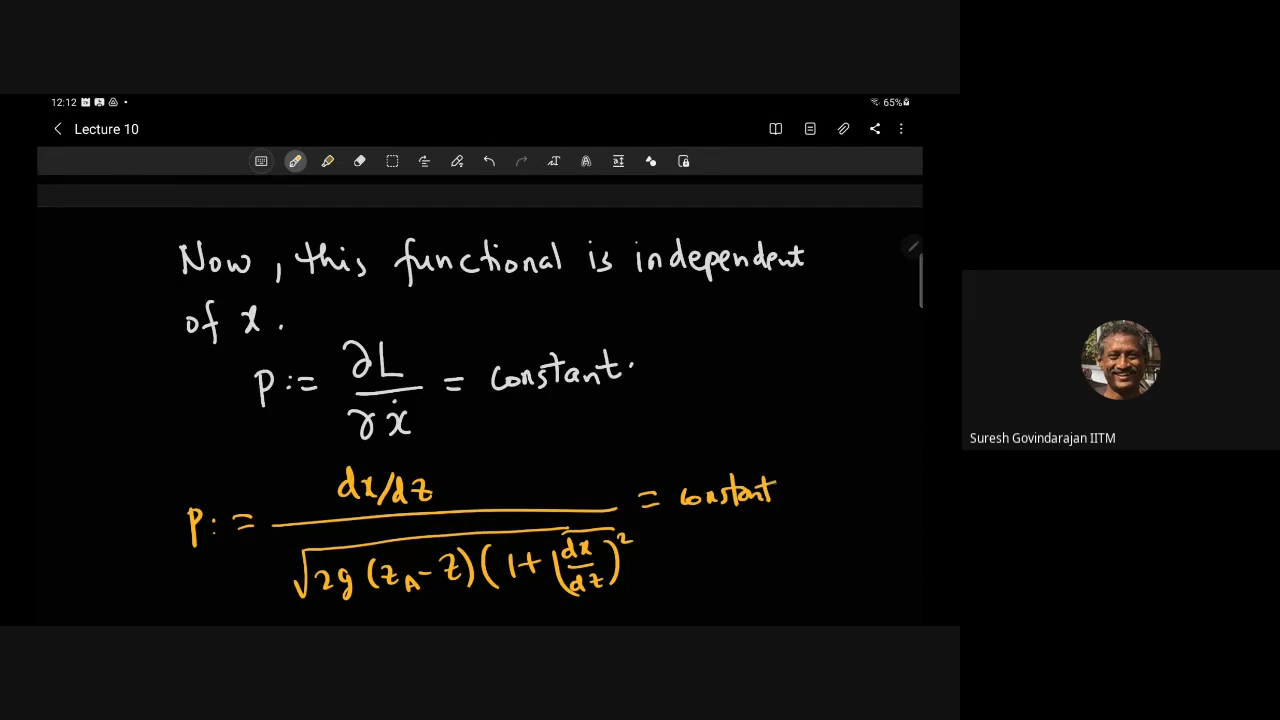 12:12
65%
Lecture 10
Now, this functional is independent
of x.
p := ∂L/∂ẋ = constant.
p := dx/dz / √2g (z_A - z)(1 + (dx/dz)² = constant
Suresh Govindarajan IITM